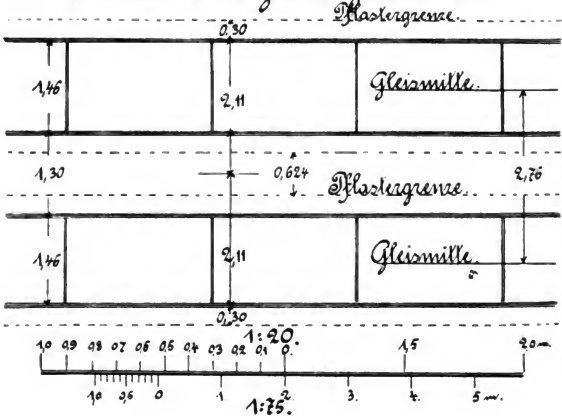 Pflastergrenze.
0,30
1,46 2,11 Gleismitte.
1,30 0,624 2,76
Pflastergrenze.
1,46 2,11 Gleismitte.
0,30
1:20.
1,0 0,9 0,8 0,7 0,6 0,5 0,4 0,3 0,2 0,1 0. 1,5 2,0 m.
1,0 0,6 0 1 2. 3. 4. 5 m.
1:75.